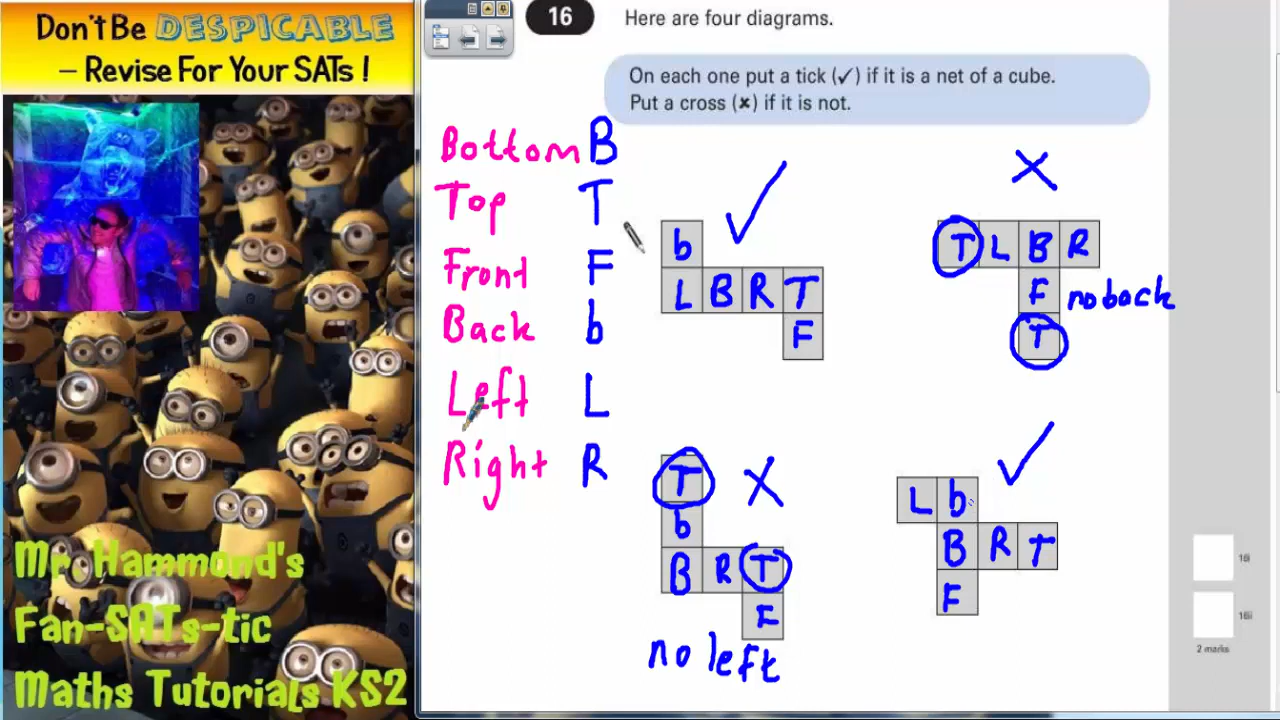 Don't Be DESPICABLE
– Revise For Your SATs !
Mr Hammond's
Fan-SATs-tic
Maths Tutorials KS2
16
Here are four diagrams.
On each one put a tick (✓) if it is a net of a cube.
Put a cross (✗) if it is not.
Bottom B
Top T
Front F
Back b
Left L
Right R
✓
b
L B R T
F
X
T L B R
F no back
T
T X
b
B R T
F
no left
✓
L b
B R T
F
16i
16ii
2 marks